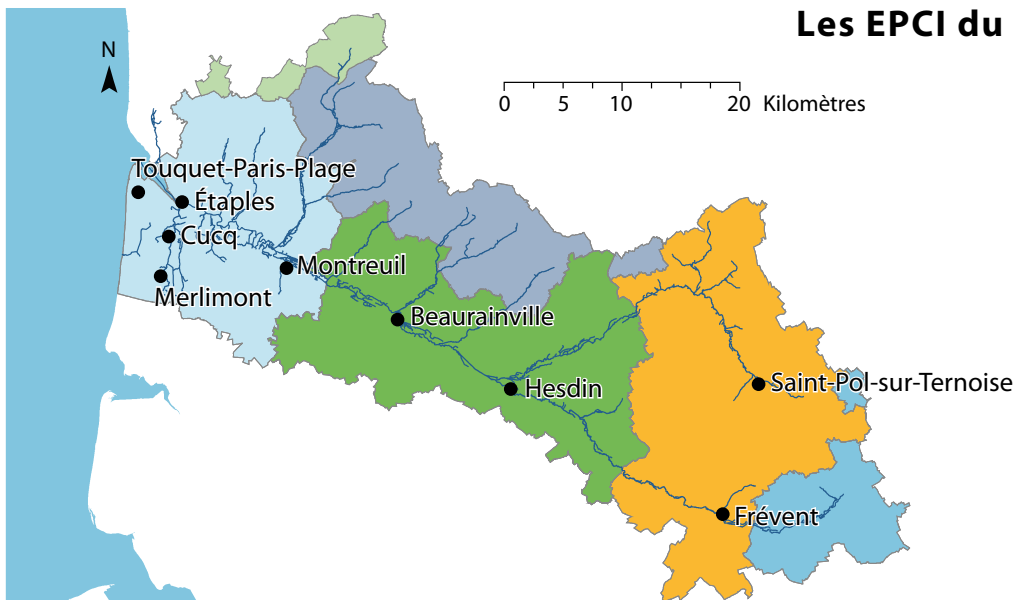 Les EPCI du
N
0 5 10 20 Kilomètres
Touquet-Paris-Plage
Étaples
Cucq
Montreuil
Merlimont
Beaurainville
Hesdin
Saint-Pol-sur-Ternoise
Frévent